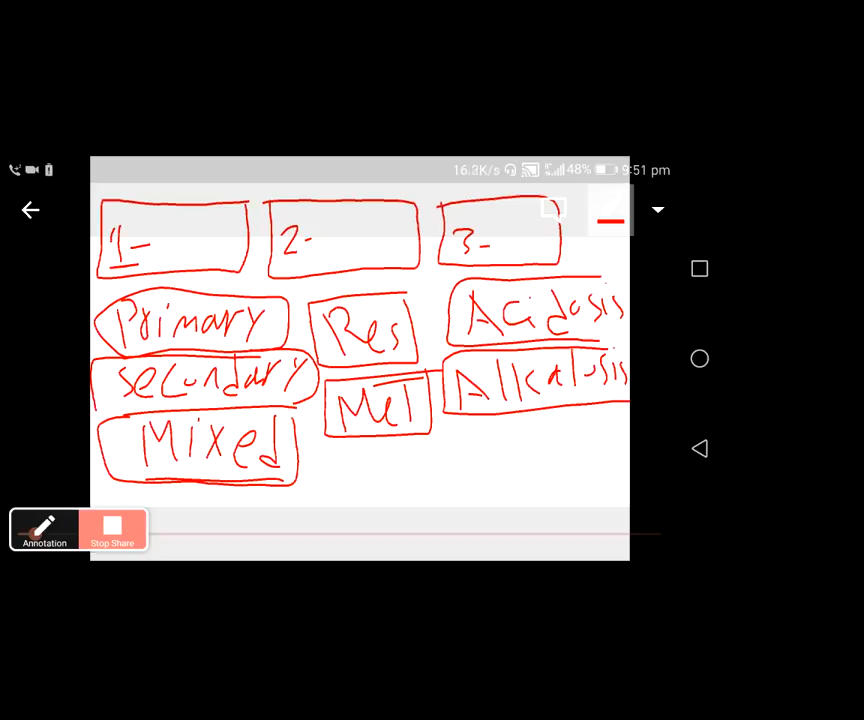 16.2K/s 48% 9:51 pm
1- 2- 3-
Primary Res Acidosis
secondary Met Alkalosis
Mixed
Annotation Stop Share